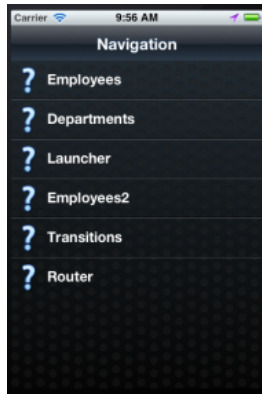 Carrier 9:56 AM
Navigation
? Employees
? Departments
? Launcher
? Employees2
? Transitions
? Router